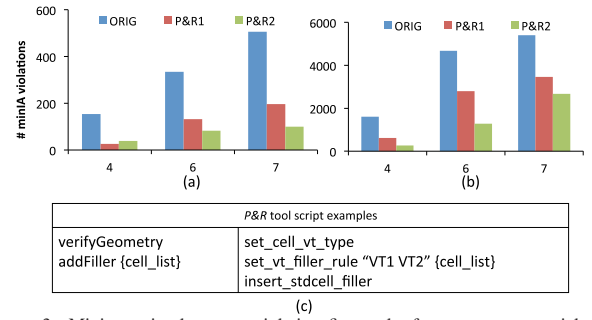 600
400
200
0
# minIA violations
ORIG P&R1 P&R2
4 6 7
(a)
6000
4000
2000
0
ORIG P&R1 P&R2
4 6 7
(b)
P&R tool script examples
verifyGeometry
addFiller {cell_list}
set_cell_vt_type
set_vt_filler_rule “VT1 VT2” {cell_list}
insert_stdcell_filler
(c)